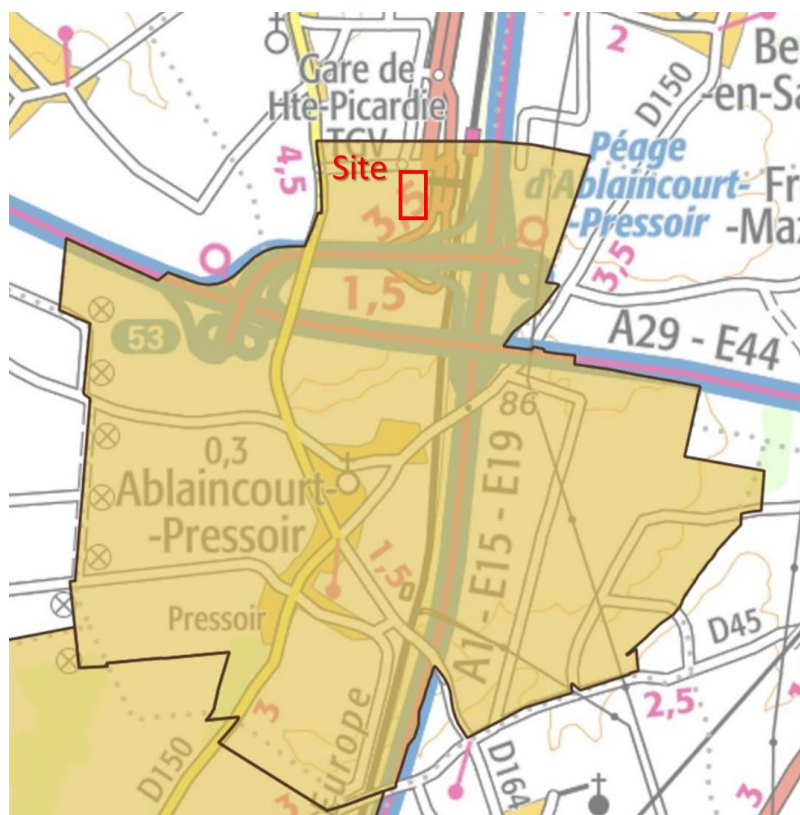 2
Be
-en-Sa
D150
Gare de
Hte-Picardie
TGV
4,5
Site
Péage
d'Ablaincourt-
-Pressoir
Fr
-Maz
3,5
3,5
1,5
53
A29 - E44
86
0,3
Ablaincourt-
-Pressoir
A1 - E15 - E19
1,5
Pressoir
D45
2,5
3
Europe
D150
D164
3
3